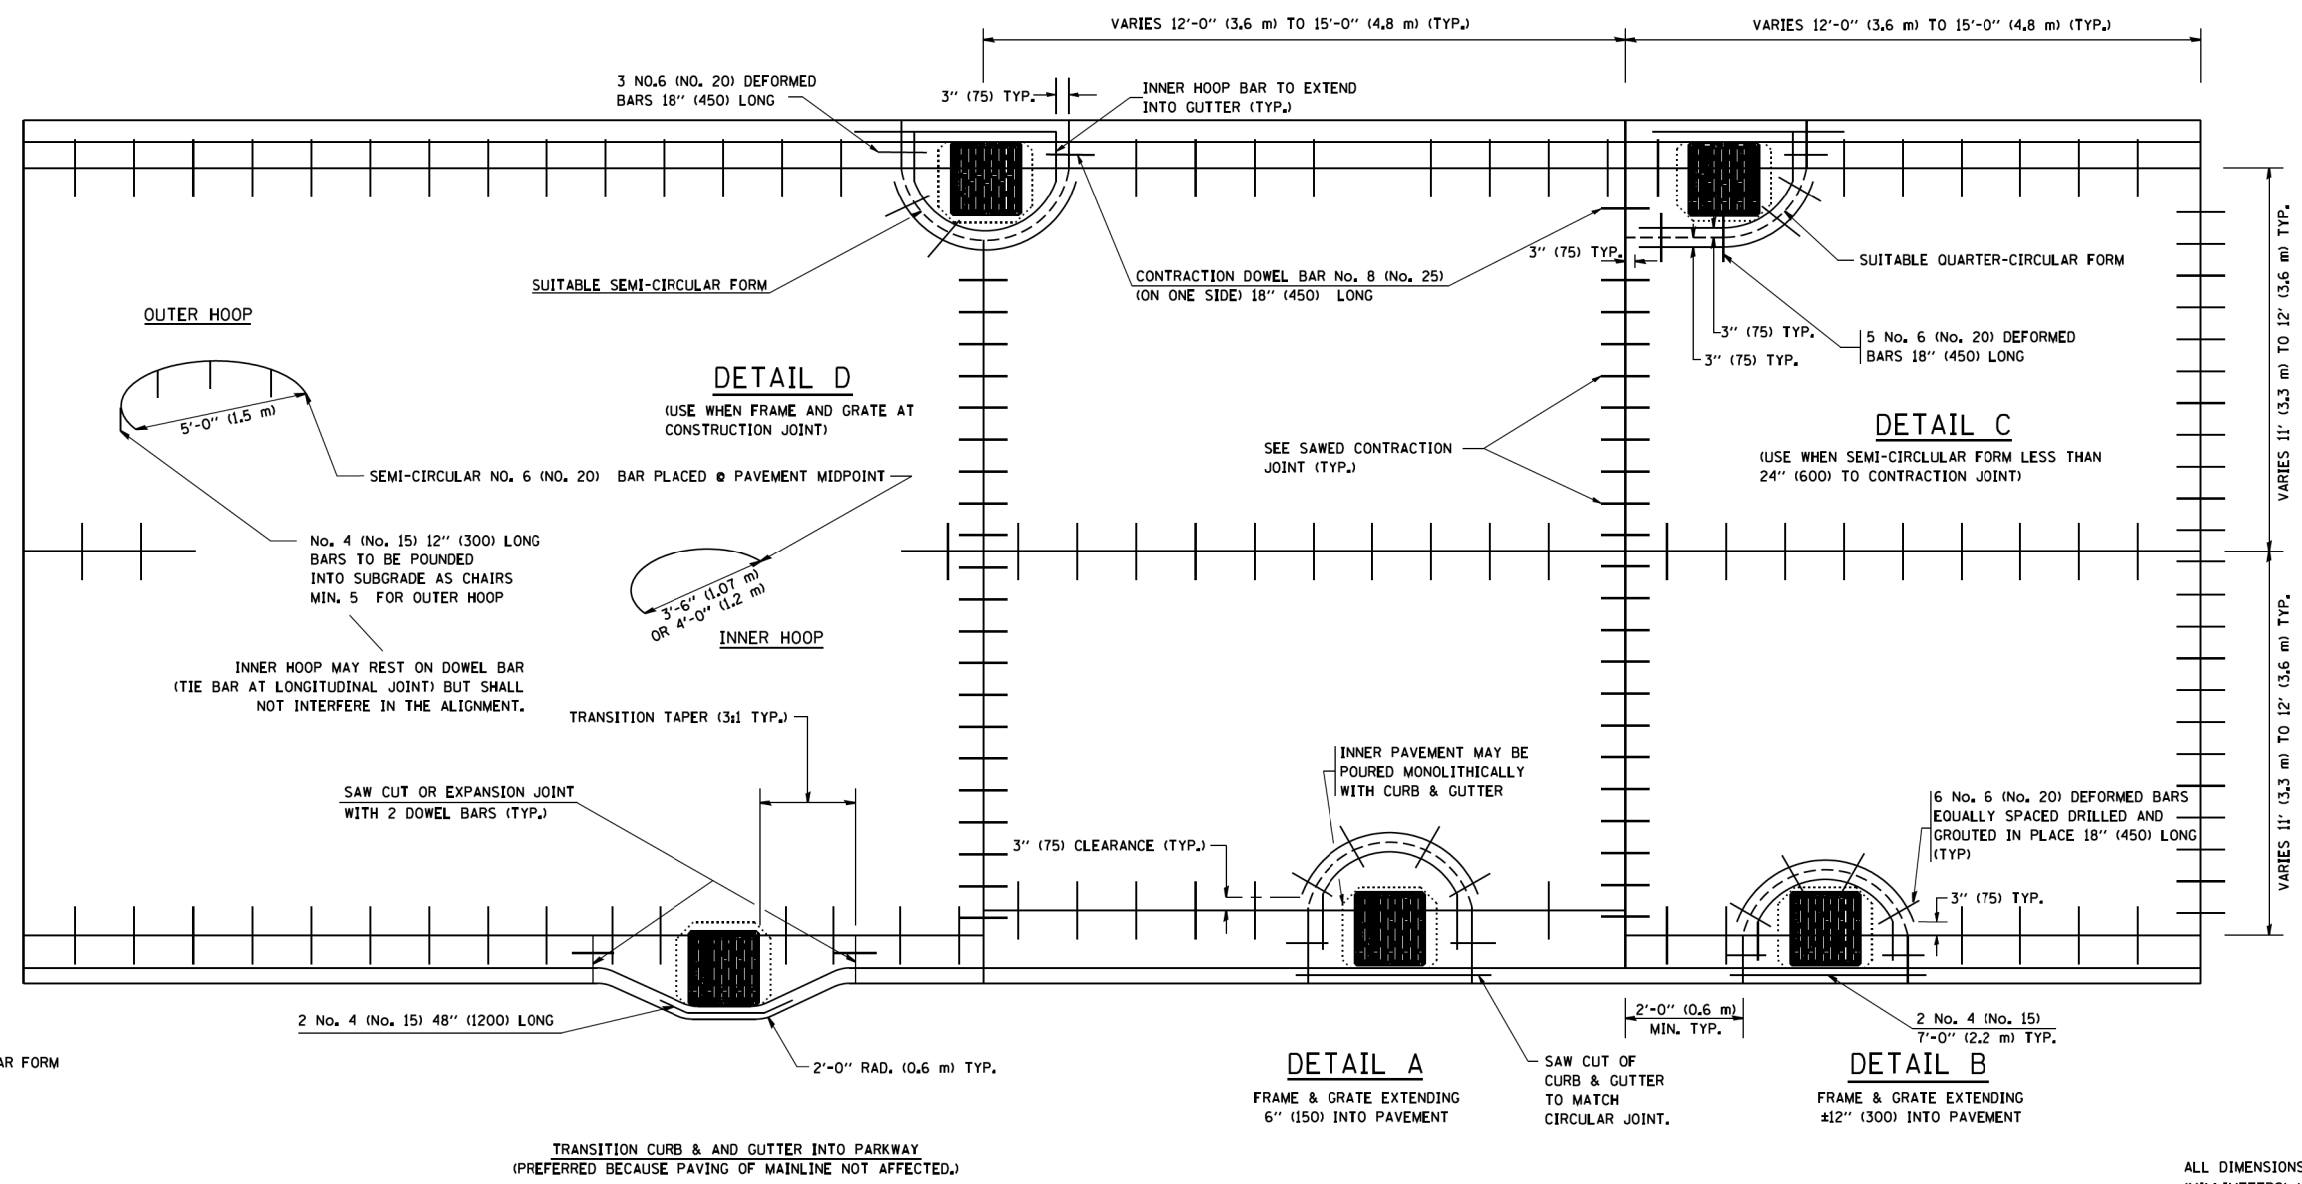 VARIES 12'-0" (3.6 m) TO 15'-0" (4.8 m) (TYP.)
VARIES 12'-0" (3.6 m) TO 15'-0" (4.8 m) (TYP.)
3 NO.6 (NO. 20) DEFORMED
BARS 18" (450) LONG
3" (75) TYP.
INNER HOOP BAR TO EXTEND
INTO GUTTER (TYP.)
SUITABLE SEMI-CIRCULAR FORM
CONTRACTION DOWEL BAR No. 8 (No. 25)
(ON ONE SIDE) 18" (450) LONG
3" (75) TYP.
SUITABLE QUARTER-CIRCULAR FORM
3" (75) TYP.
3" (75) TYP.
5 No. 6 (No. 20) DEFORMED
BARS 18" (450) LONG
VARIES 11' (3.3 m) TO 12' (3.6 m) TYP.
OUTER HOOP
5'-0" (1.5 m)
DETAIL D
(USE WHEN FRAME AND GRATE AT
CONSTRUCTION JOINT)
DETAIL C
(USE WHEN SEMI-CIRCLULAR FORM LESS THAN
24" (600) TO CONTRACTION JOINT)
SEE SAWED CONTRACTION
JOINT (TYP.)
SEMI-CIRCULAR NO. 6 (NO. 20) BAR PLACED @ PAVEMENT MIDPOINT
No. 4 (No. 15) 12" (300) LONG
BARS TO BE POUNDED
INTO SUBGRADE AS CHAIRS
MIN. 5 FOR OUTER HOOP
3'-6" (1.07 m)
OR 4'-0" (1.2 m)
INNER HOOP
INNER HOOP MAY REST ON DOWEL BAR
(TIE BAR AT LONGITUDINAL JOINT) BUT SHALL
NOT INTERFERE IN THE ALIGNMENT.
TRANSITION TAPER (3:1 TYP.)
SAW CUT OR EXPANSION JOINT
WITH 2 DOWEL BARS (TYP.)
INNER PAVEMENT MAY BE
POURED MONOLITHICALLY
WITH CURB & GUTTER
3" (75) CLEARANCE (TYP.)
6 No. 6 (No. 20) DEFORMED BARS
EQUALLY SPACED DRILLED AND
GROUTED IN PLACE 18" (450) LONG
(TYP)
3" (75) TYP.
VARIES 11' (3.3 m) TO 12' (3.6 m) TYP.
2 No. 4 (No. 15) 48" (1200) LONG
2'-0" RAD. (0.6 m) TYP.
2'-0" (0.6 m)
MIN. TYP.
2 No. 4 (No. 15)
7'-0" (2.2 m) TYP.
AR FORM
DETAIL A
FRAME & GRATE EXTENDING
6" (150) INTO PAVEMENT
SAW CUT OF
CURB & GUTTER
TO MATCH
CIRCULAR JOINT.
DETAIL B
FRAME & GRATE EXTENDING
±12" (300) INTO PAVEMENT
TRANSITION CURB & AND GUTTER INTO PARKWAY
(PREFERRED BECAUSE PAVING OF MAINLINE NOT AFFECTED.)
ALL DIMENSIONS